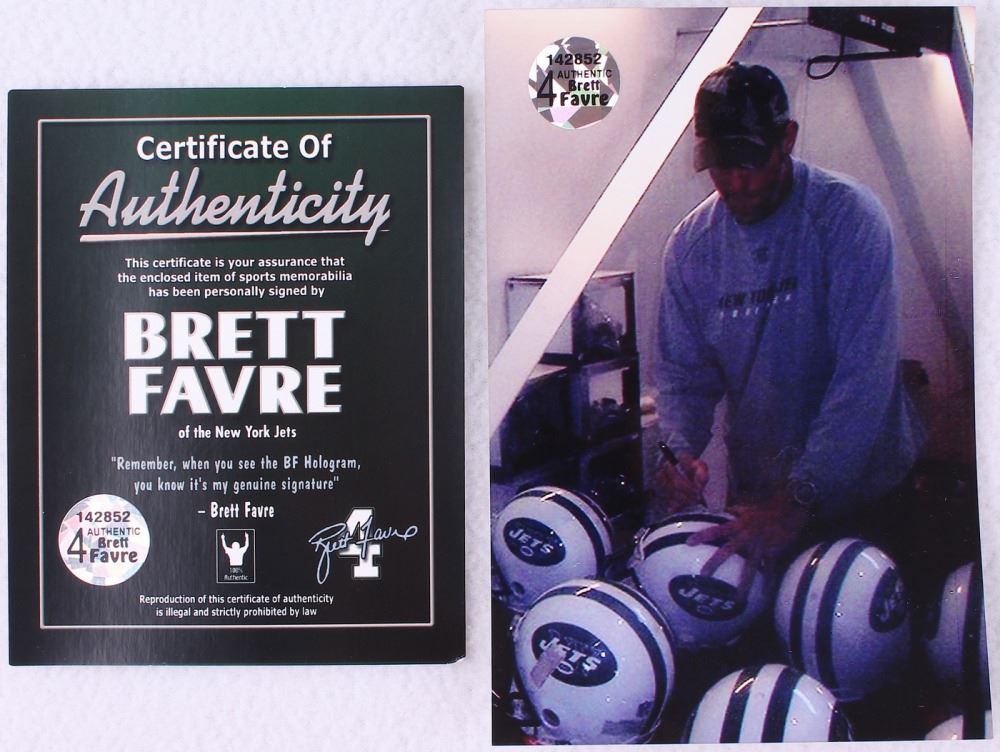 Certificate Of
Authenticity
This certificate is your assurance that
the enclosed item of sports memorabilia
has been personally signed by
BRETT
FAVRE
of the New York Jets
"Remember, when you see the BF Hologram,
you know it's my genuine signature"
– Brett Favre
142852
4 AUTHENTIC
Brett
Favre
100%
Authentic
Brett Favre
4
Reproduction of this certificate of authenticity
is illegal and strictly prohibited by law
142852
4 AUTHENTIC
Brett
Favre
NEW YORK JETS
JETS
JETS
JETS